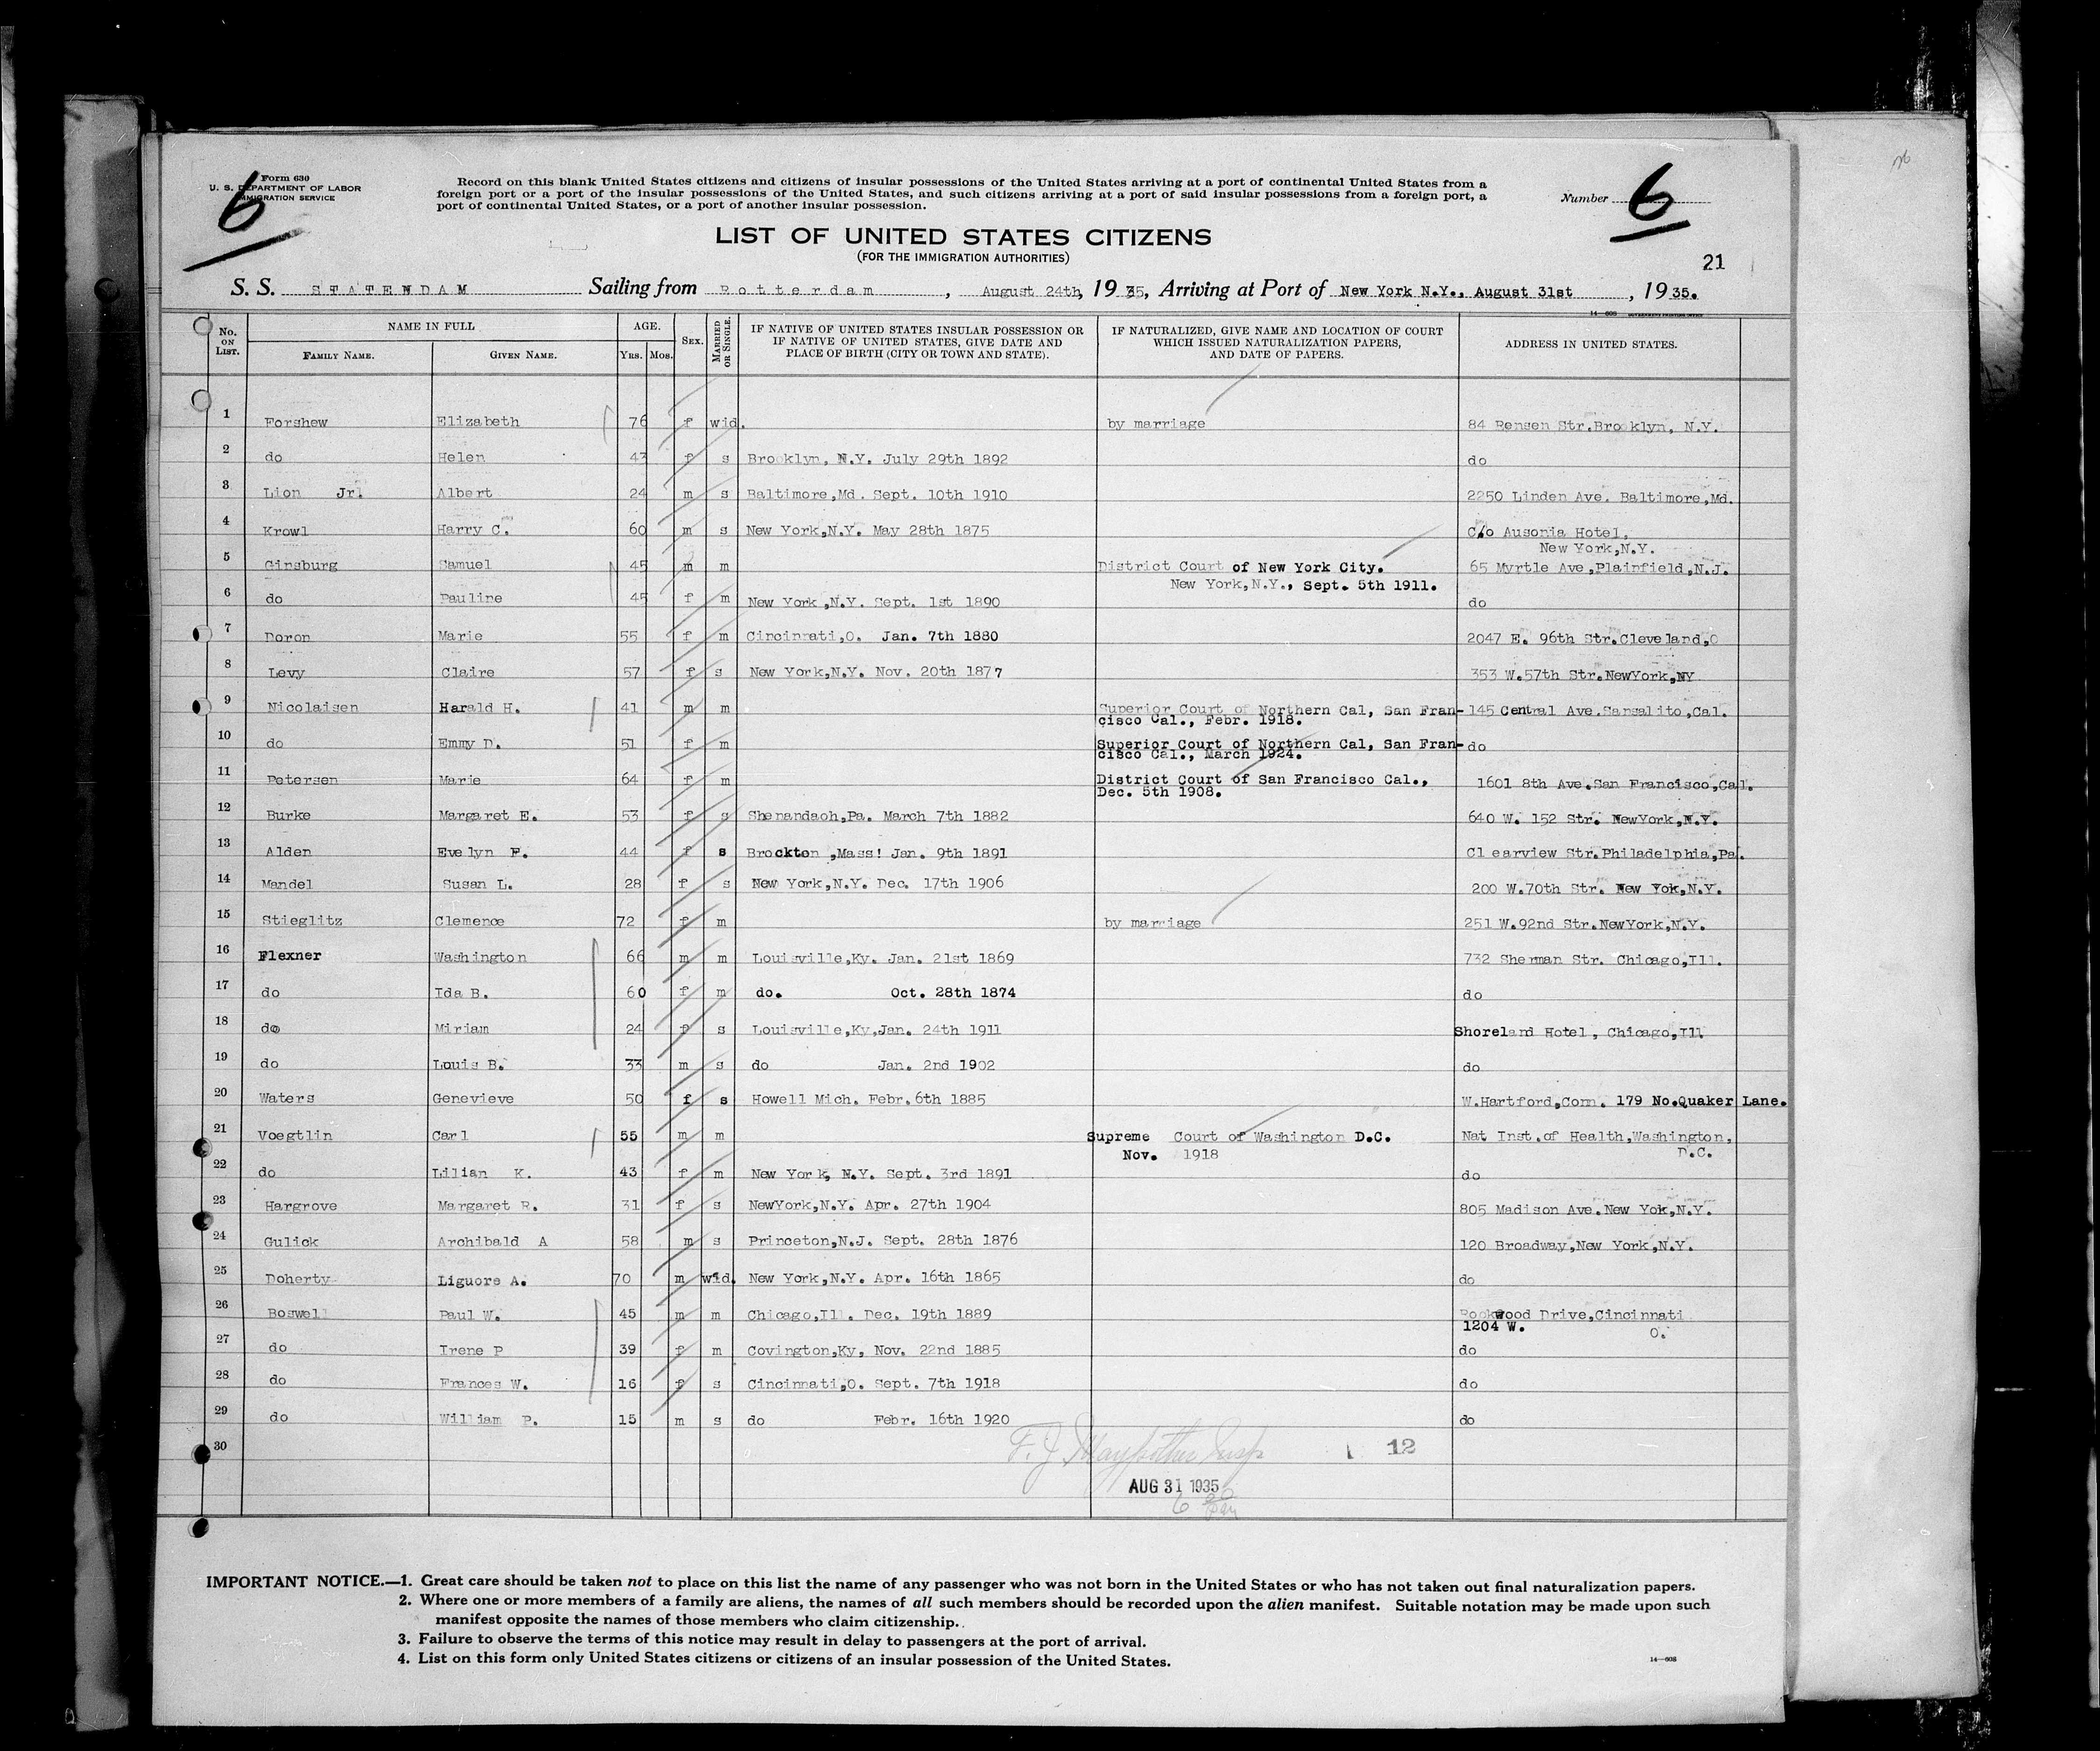 Form 630
U. S. DEPARTMENT OF LABOR
IMMIGRATION SERVICE
6
Record on this blank United States citizens and citizens of insular possessions of the United States arriving at a port of continental United States from a
foreign port or a port of the insular possessions of the United States, and such citizens arriving at a port of said insular possessions from a foreign port, a
port of continental United States, or a port of another insular possession.
Number 6
LIST OF UNITED STATES CITIZENS
(FOR THE IMMIGRATION AUTHORITIES)
21
S. S. STATENDAM Sailing from Rotterdam, August 24th, 1935, Arriving at Port of New York N.Y., August 31st, 1935.
14—608 GOVERNMENT PRINTING OFFICE
No. ON LIST. NAME IN FULL FAMILY NAME. GIVEN NAME. AGE. YRS. MOS. SEX. MARRIED OR SINGLE. IF NATIVE OF UNITED STATES INSULAR POSSESSION OR IF NATIVE OF UNITED STATES, GIVE DATE AND PLACE OF BIRTH (CITY OR TOWN AND STATE). IF NATURALIZED, GIVE NAME AND LOCATION OF COURT WHICH ISSUED NATURALIZATION PAPERS, AND DATE OF PAPERS. ADDRESS IN UNITED STATES.
1 Forshew Elizabeth 76 f wid. by marriage 84 Remsen Str.Brooklyn, N.Y.
2 do Helen 43 f s Brooklyn, N.Y. July 29th 1892 do
3 Lion Jr. Albert 24 m s Baltimore,Md. Sept. 10th 1910 2250 Linden Ave. Baltimore,Md.
4 Krowl Harry C. 60 m s New York,N.Y. May 28th 1875 C/o Ausonia Hotel,
New York,N.Y.
5 Ginsburg Samuel 45 m m District Court of New York City. 65 Myrtle Ave,Plainfield,N.J.
New York,N.Y., Sept. 5th 1911.
6 do Pauline 45 f m New York ,N.Y. Sept. 1st 1890 do
7 Doron Marie 55 f m Cincinnati,O. Jan. 7th 1880 2047 E. 96th Str.Cleveland,O
8 Levy Claire 57 f s New York,N.Y. Nov. 20th 1877 353 W.57th Str.NewYork,NY
9 Nicolaisen Harald H. 41 m m Superior Court of Northern Cal, San Fran- 145 Central Ave.Sansalito,Cal.
cisco Cal., Febr. 1918.
10 do Emmy D. 51 f m Superior Court of Northern Cal, San Fran- do
cisco Cal., March 1924.
11 Petersen Marie 64 f m District Court of San Francisco Cal., 1601 8th Ave.San Francisco,Cal.
Dec. 5th 1908.
12 Burke Margaret E. 53 f s Shenandaoh,Pa. March 7th 1882 640 W. 152 Str. NewYork,N.Y.
13 Alden Evelyn F. 44 f s Brockton ,Mass! Jan. 9th 1891 Clearview Str.Philadelphia,Pa.
14 Mandel Susan L. 28 f s New York,N.Y. Dec. 17th 1906 200 W.70th Str. New Yok,N.Y.
15 Stieglitz Clemence 72 f m by marriage 251 W.92nd Str.NewYork,N.Y.
16 Flexner Washington 66 m m Louisville,Ky. Jan. 21st 1869 732 Sherman Str. Chicago,Ill.
17 do Ida B. 60 f m do. Oct. 28th 1874 do
18 do Miriam 24 f s Louisville,Ky,Jan. 24th 1911 Shoreland Hotel, Chicago,Ill
19 do Louis B. 33 m s do Jan. 2nd 1902 do
20 Waters Genevieve 50 f s Howell Mich. Febr.6th 1885 W.Hartford,Conn. 179 No.Quaker Lane.
21 Voegtlin Carl 55 m m Supreme Court of Washington D.C. Nat Inst.of Health,Washington,
Nov. 1918 D.C.
22 do Lilian K. 43 f m New York, N.Y. Sept. 3rd 1891 do
23 Hargrove Margaret R. 31 f s NewYork,N.Y. Apr. 27th 1904 805 Madison Ave.New Yok,N.Y.
24 Gulick Archibald A 58 m s Princeton,N.J. Sept. 28th 1876 120 Broadway,New York,N.Y.
25 Doherty Liguore A. 70 m wid. New York,N.Y. Apr. 16th 1865 do
26 Boswell Paul W. 45 m m Chicago,Ill. Dec. 19th 1889 Rookwood Drive,Cincinnati
1204 W. O.
27 do Irene P 39 f m Covington,Ky, Nov. 22nd 1885 do
28 do Frances W. 16 f s Cincinnati,O. Sept. 7th 1918 do
29 do William P. 15 m s do Febr. 16th 1920 do
30
F. J. Insp
12
AUG 31 1935
IMPORTANT NOTICE.—1. Great care should be taken not to place on this list the name of any passenger who was not born in the United States or who has not taken out final naturalization papers.
2. Where one or more members of a family are aliens, the names of all such members should be recorded upon the alien manifest. Suitable notation may be made upon such
manifest opposite the names of those members who claim citizenship.
3. Failure to observe the terms of this notice may result in delay to passengers at the port of arrival.
4. List on this form only United States citizens or citizens of an insular possession of the United States.
14—608